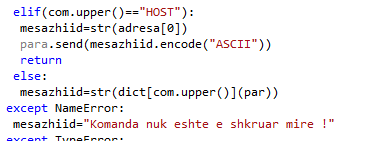 elif(com.upper()=="HOST"):
mesazhiid=str(adresa[0])
para.send(mesazhiid.encode("ASCII"))
return
else:
mesazhiid=str(dict[com.upper()](par))
except NameError:
mesazhiid="Komanda nuk eshte e shkruar mire !"
except TypeError: